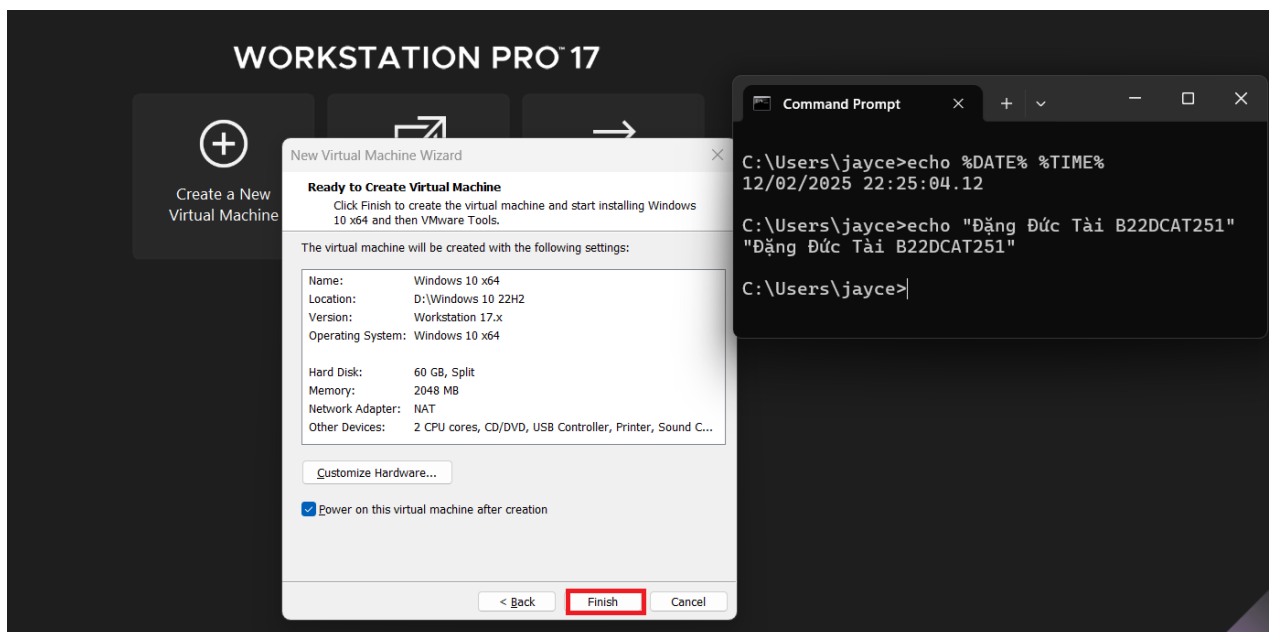 WORKSTATION PRO™ 17
Create a New
Virtual Machine
New Virtual Machine Wizard
Ready to Create Virtual Machine
Click Finish to create the virtual machine and start installing Windows
10 x64 and then VMware Tools.
The virtual machine will be created with the following settings:
Name: Windows 10 x64
Location: D:\Windows 10 22H2
Version: Workstation 17.x
Operating System: Windows 10 x64
Hard Disk: 60 GB, Split
Memory: 2048 MB
Network Adapter: NAT
Other Devices: 2 CPU cores, CD/DVD, USB Controller, Printer, Sound C...
Customize Hardware...
Power on this virtual machine after creation
< Back Finish Cancel
Command Prompt
C:\Users\jayce>echo %DATE% %TIME%
12/02/2025 22:25:04.12
C:\Users\jayce>echo "Đặng Đức Tài B22DCAT251"
"Đặng Đức Tài B22DCAT251"
C:\Users\jayce>